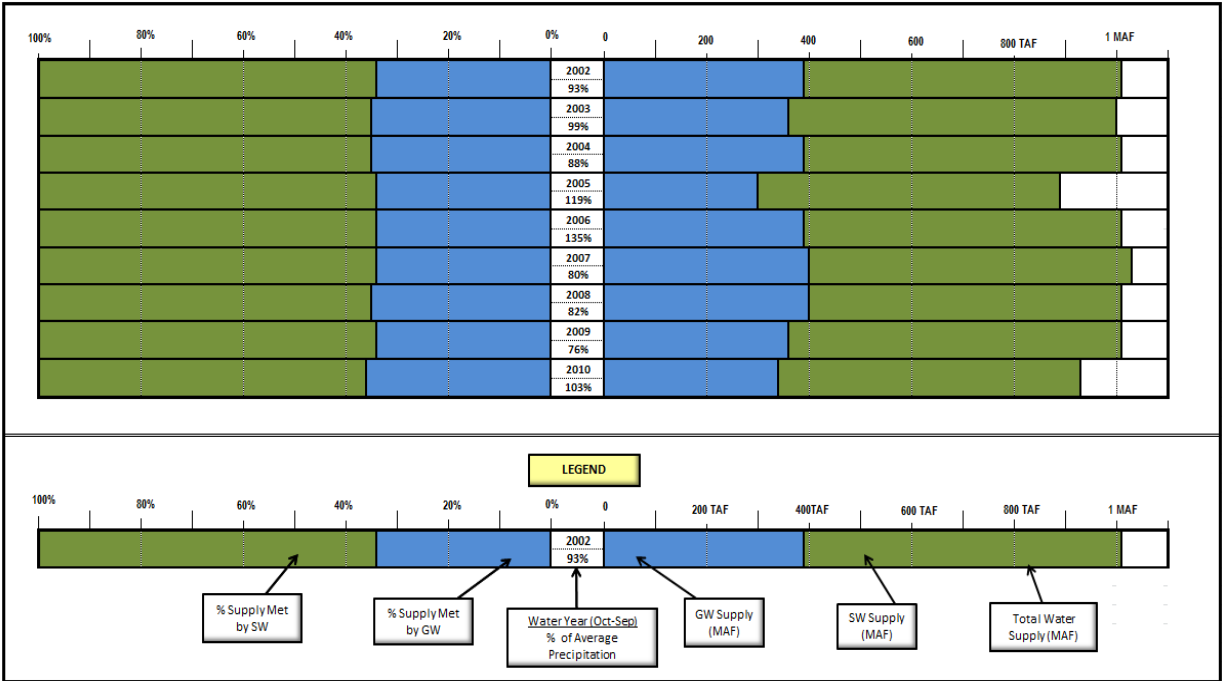 100% 80% 60% 40% 20% 0% 0 200 400 600 800 TAF 1 MAF
2002
93%
2003
99%
2004
88%
2005
119%
2006
135%
2007
80%
2008
82%
2009
76%
2010
103%
LEGEND
100% 80% 60% 40% 20% 0% 0 200 TAF 400TAF 600 TAF 800 TAF 1 MAF
2002
93%
% Supply Met
by SW
% Supply Met
by GW
Water Year (Oct-Sep)
% of Average
Precipitation
GW Supply
(MAF)
SW Supply
(MAF)
Total Water
Supply (MAF)